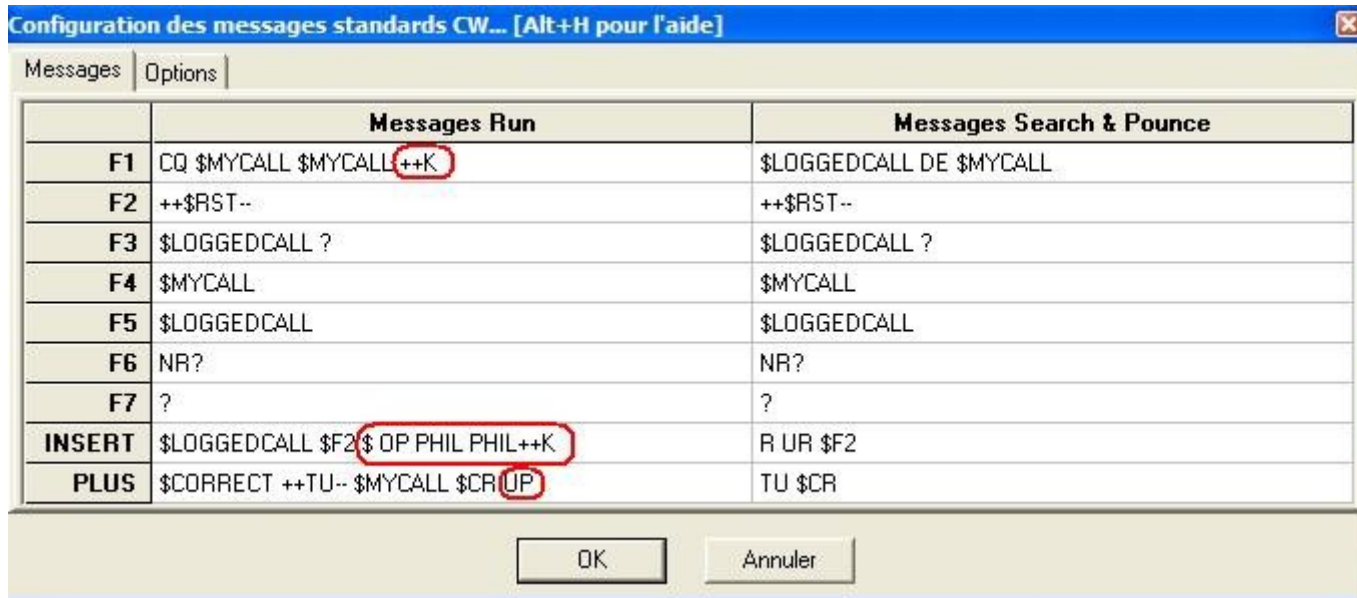 Configuration des messages standards CW... [Alt+H pour l'aide]
Messages Options
Messages Run Messages Search & Pounce
F1 CQ $MYCALL $MYCALL ++K $LOGGEDCALL DE $MYCALL
F2 ++$RST-- ++$RST--
F3 $LOGGEDCALL ? $LOGGEDCALL ?
F4 $MYCALL $MYCALL
F5 $LOGGEDCALL $LOGGEDCALL
F6 NR? NR?
F7 ? ?
INSERT $LOGGEDCALL $F2 $ OP PHIL PHIL++K R UR $F2
PLUS $CORRECT ++TU-- $MYCALL $CR UP TU $CR
OK Annuler